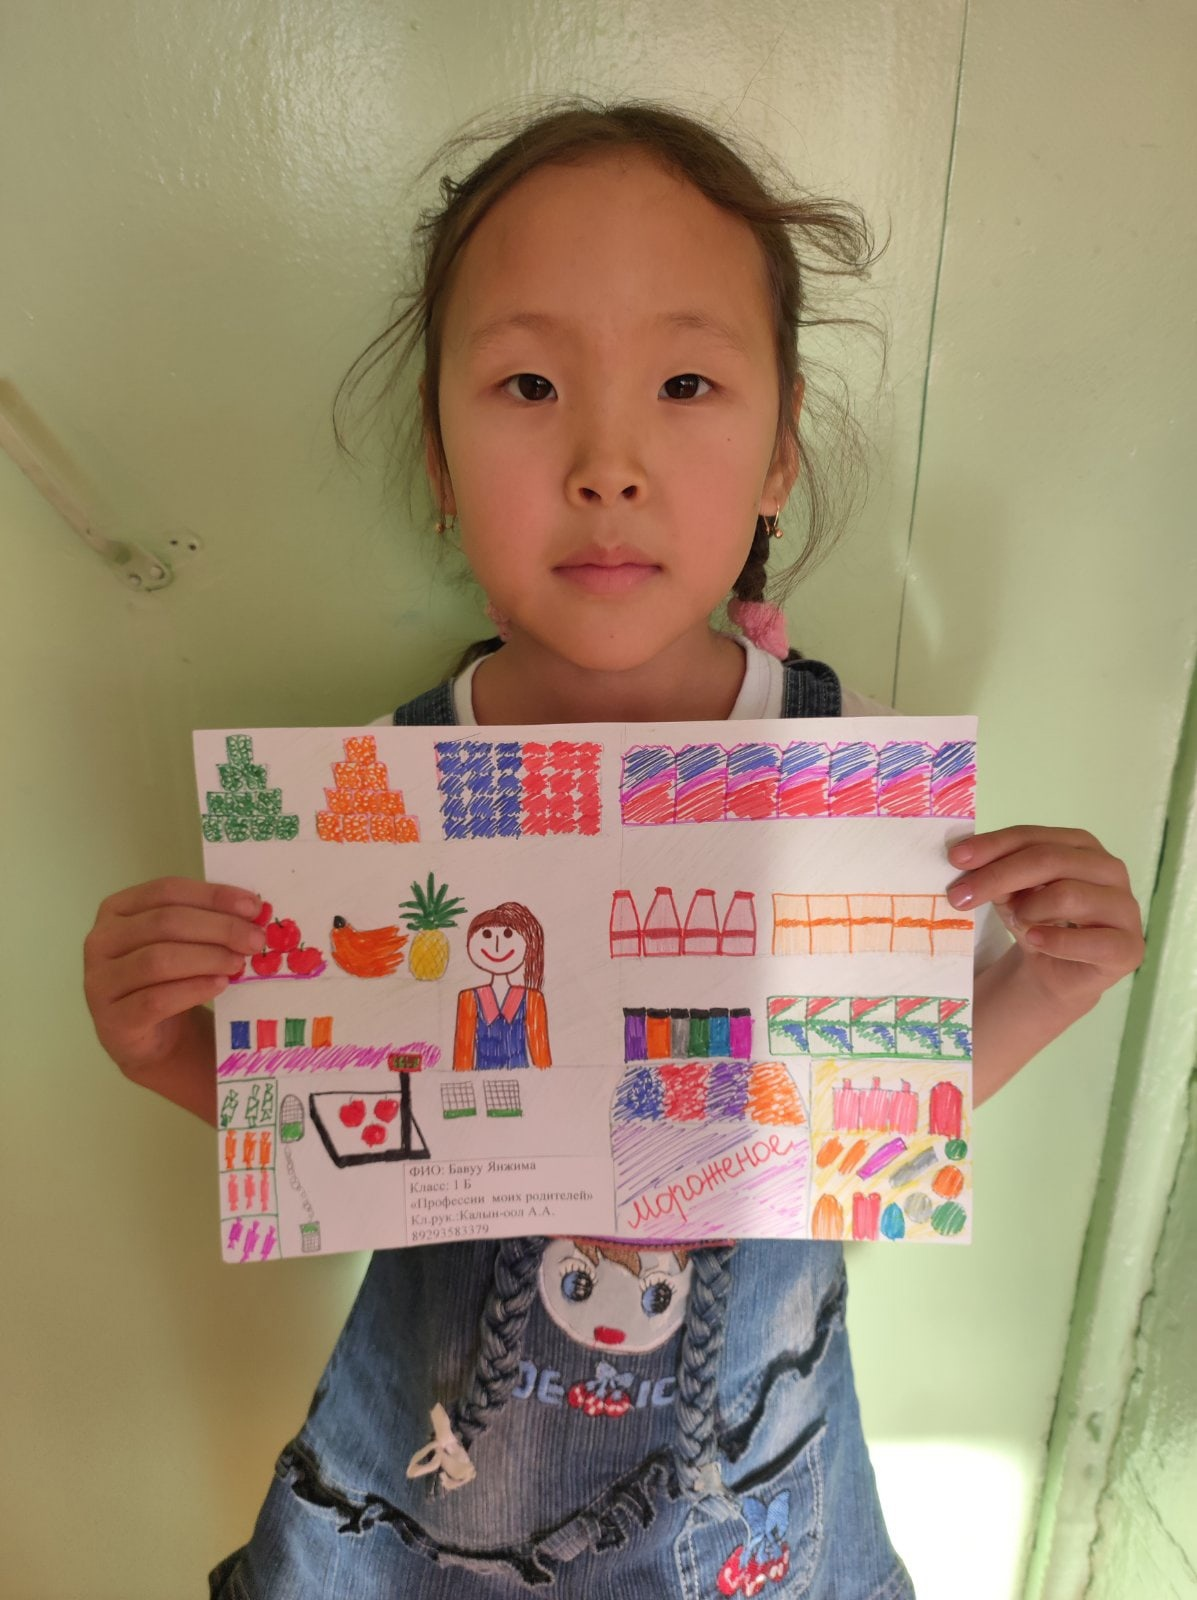 ФИО: Бавуу Янжима
Класс: 1 Б
«Профессии моих родителей»
Кл.рук.:Калын-оол А.А.
89293583379
мороженое